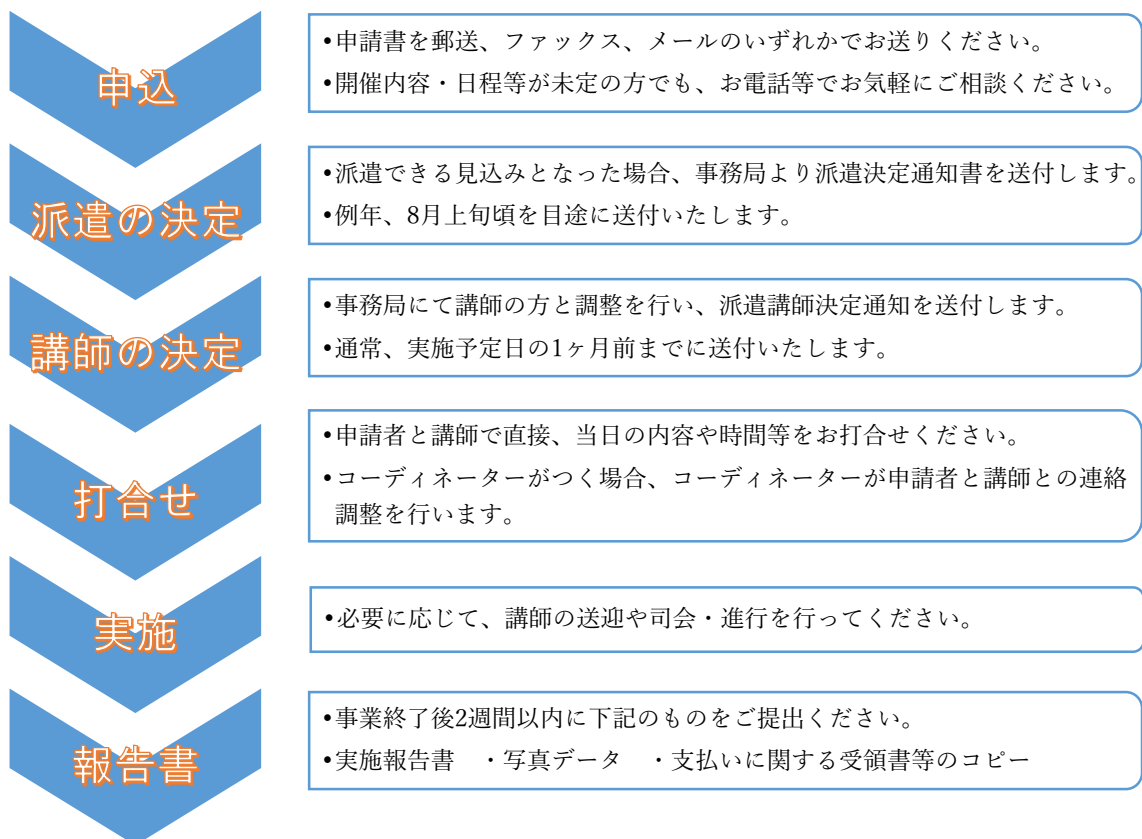 申込
•申請書を郵送、ファックス、メールのいずれかでお送りください。
•開催内容・日程等が未定の方でも、お電話等でお気軽にご相談ください。
派遣の決定
•派遣できる見込みとなった場合、事務局より派遣決定通知書を送付します。
•例年、8月上旬頃を目途に送付いたします。
講師の決定
•事務局にて講師の方と調整を行い、派遣講師決定通知を送付します。
•通常、実施予定日の1ヶ月前までに送付いたします。
打合せ
•申請者と講師で直接、当日の内容や時間等をお打合せください。
•コーディネーターがつく場合、コーディネーターが申請者と講師との連絡
調整を行います。
実施
•必要に応じて、講師の送迎や司会・進行を行ってください。
報告書
•事業終了後2週間以内に下記のものをご提出ください。
•実施報告書　・写真データ　・支払いに関する受領書等のコピー